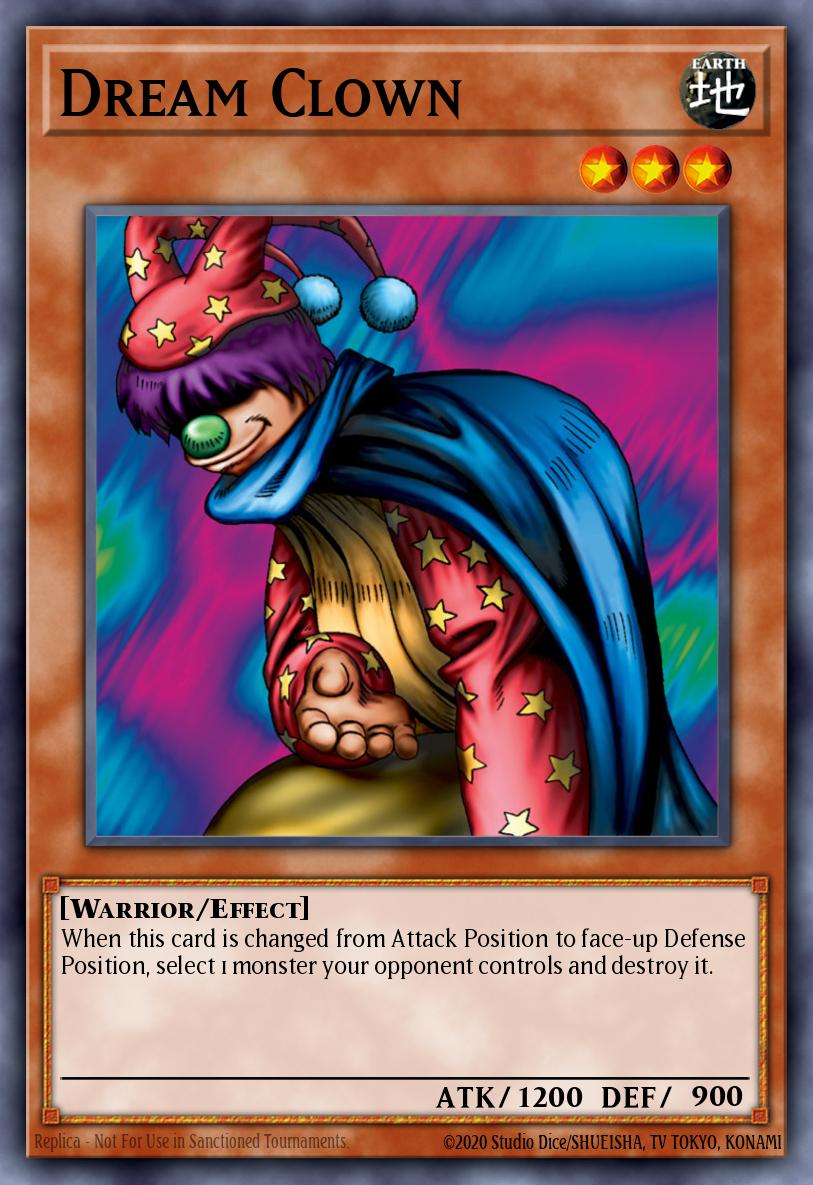 Dream Clown
EARTH
地
[Warrior/Effect]
When this card is changed from Attack Position to face-up Defense
Position, select 1 monster your opponent controls and destroy it.
ATK/1200 DEF/ 900
Replica - Not For Use in Sanctioned Tournaments.
©2020 Studio Dice/SHUEISHA, TV TOKYO, KONAMI